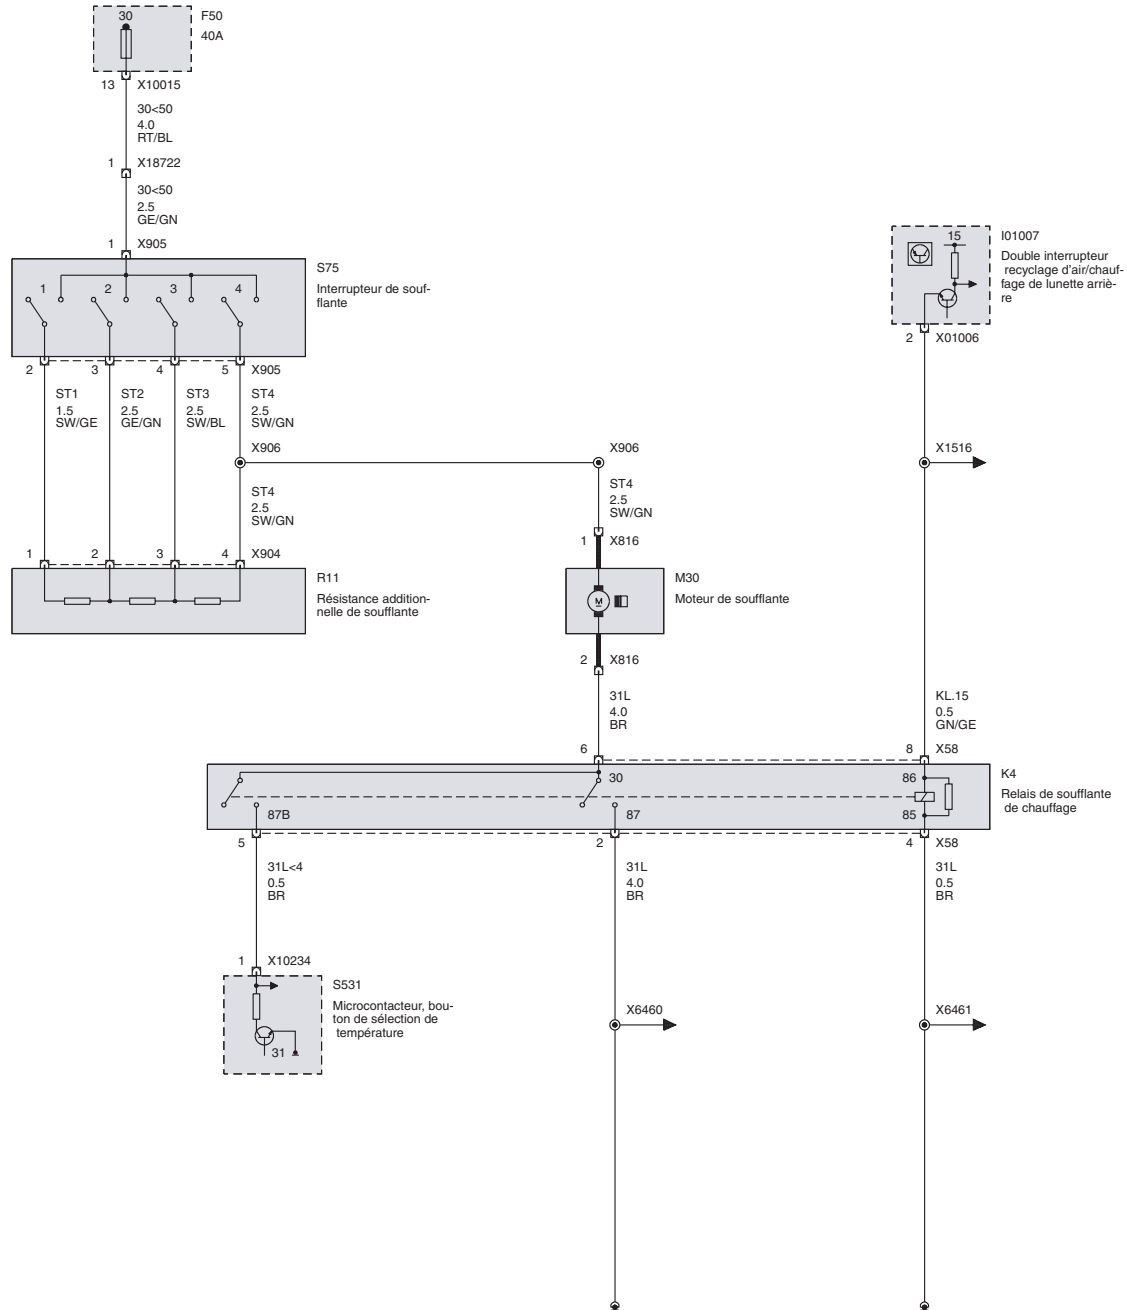 30
F50
40A
13 X10015
30<50
4.0
RT/BL
1 X18722
30<50
2.5
GE/GN
1 X905
S75
Interrupteur de souf-
flante
1 2 3 4
2 3 4 5 X905
ST1 ST2 ST3 ST4
1.5 2.5 2.5 2.5
SW/GE GE/GN SW/BL SW/GN
X906
ST4
2.5
SW/GN
1 2 3 4 X904
R11
Résistance addition-
nelle de soufflante
X906
ST4
2.5
SW/GN
1 X816
M
M30
Moteur de soufflante
2 X816
31L
4.0
BR
15
I01007
Double interrupteur
recyclage d'air/chauf-
fage de lunette arriè-
re
2 X01006
X1516
KL.15
0.5
GN/GE
6 8 X58
30 86
87B 87 85
K4
Relais de soufflante
de chauffage
5 2 4 X58
31L<4
0.5
BR
31L
4.0
BR
31L
0.5
BR
1 X10234
S531
Microcontacteur, bou-
ton de sélection de
température
31
X6460
X6461